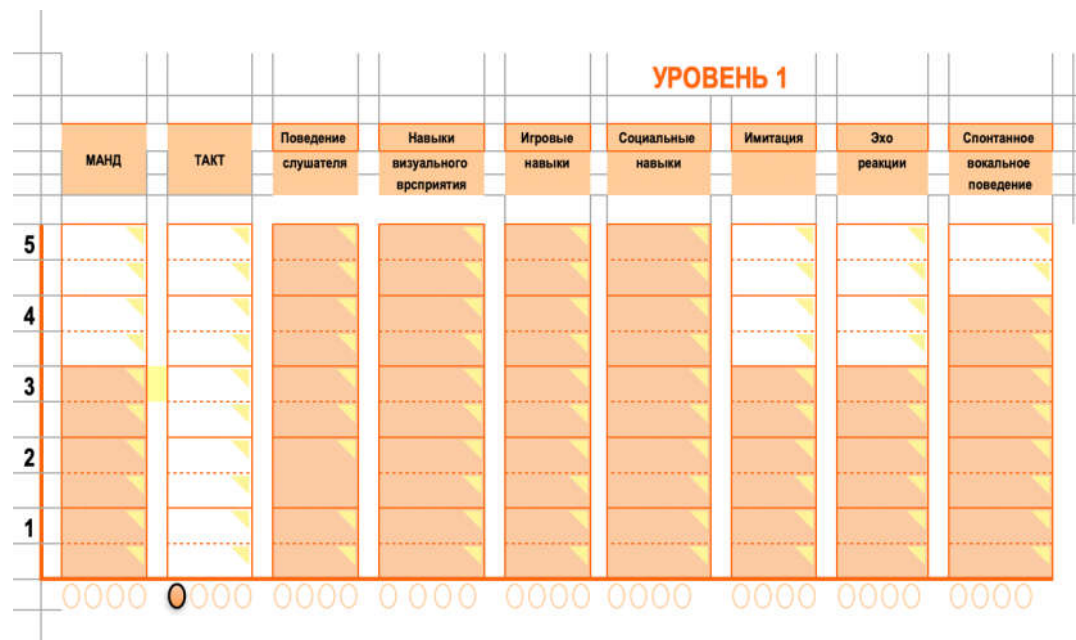 УРОВЕНЬ 1
МАНД
ТАКТ
Поведение
слушателя
Навыки
визуального
врсприятия
Игровые
навыки
Социальные
навыки
Имитация
Эхо
реакции
Спонтанное
вокальное
поведение
5
4
3
2
1